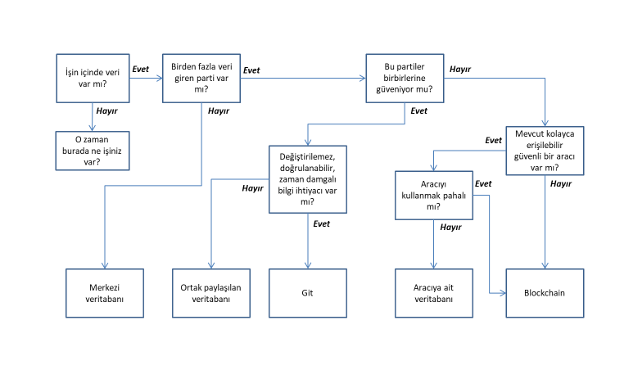 İşin içinde veri
var mı?
Evet
Hayır
O zaman
burada ne işiniz
var?
Birden fazla veri
giren parti var
mı?
Evet
Hayır
Bu partiler
birbirlerine
güveniyor mu?
Hayır
Evet
Değiştirilemez,
doğrulanabilir,
zaman damgalı
bilgi ihtiyacı var
mı?
Hayır
Evet
Mevcut kolayca
erişilebilir
güvenli bir aracı
var mı?
Evet
Hayır
Aracıyı
kullanmak pahalı
mı?
Evet
Hayır
Merkezi
veritabanı
Ortak paylaşılan
veritabanı
Git
Aracıya ait
veritabanı
Blockchain